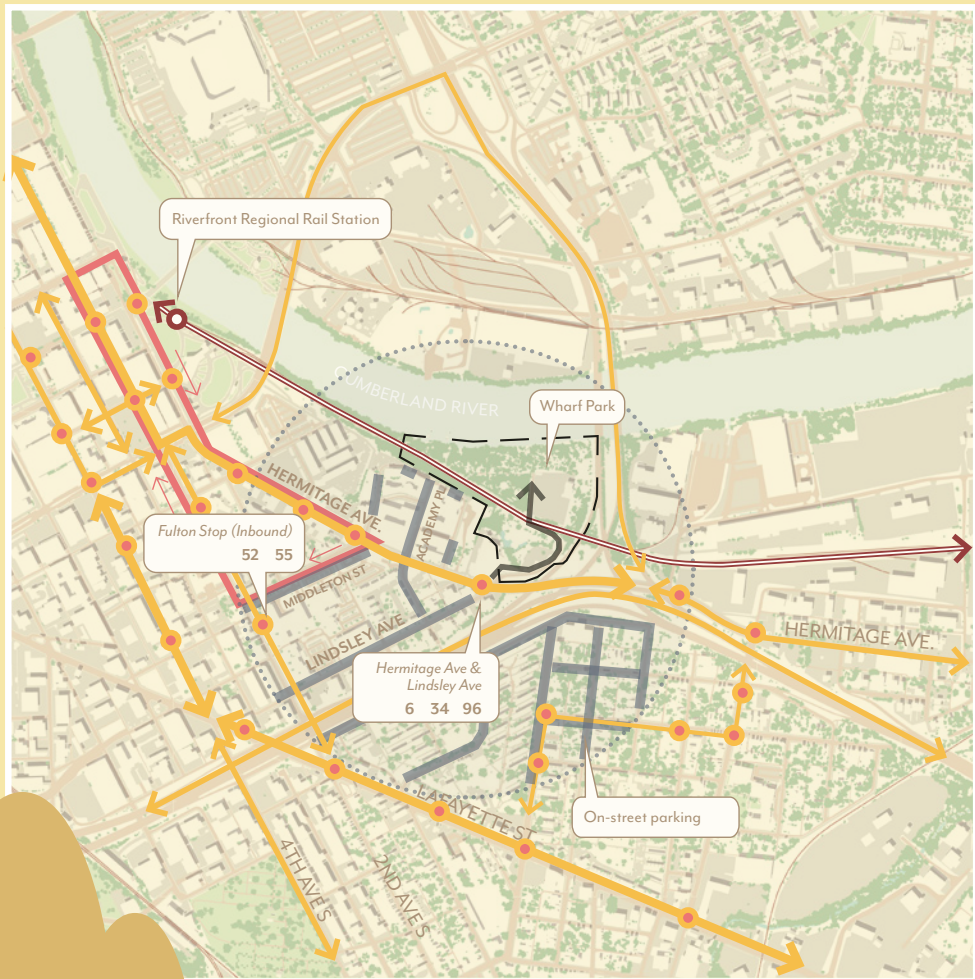 Riverfront Regional Rail Station
CUMBERLAND RIVER
Wharf Park
HERMITAGE AVE.
ACADEMY PL
Fulton Stop (Inbound)
52 55
MIDDLETON ST
LINDSLEY AVE
HERMITAGE AVE.
Hermitage Ave &
Lindsley Ave
6 34 96
On-street parking
LAFAYETTE ST
4TH AVE S
2ND AVE S